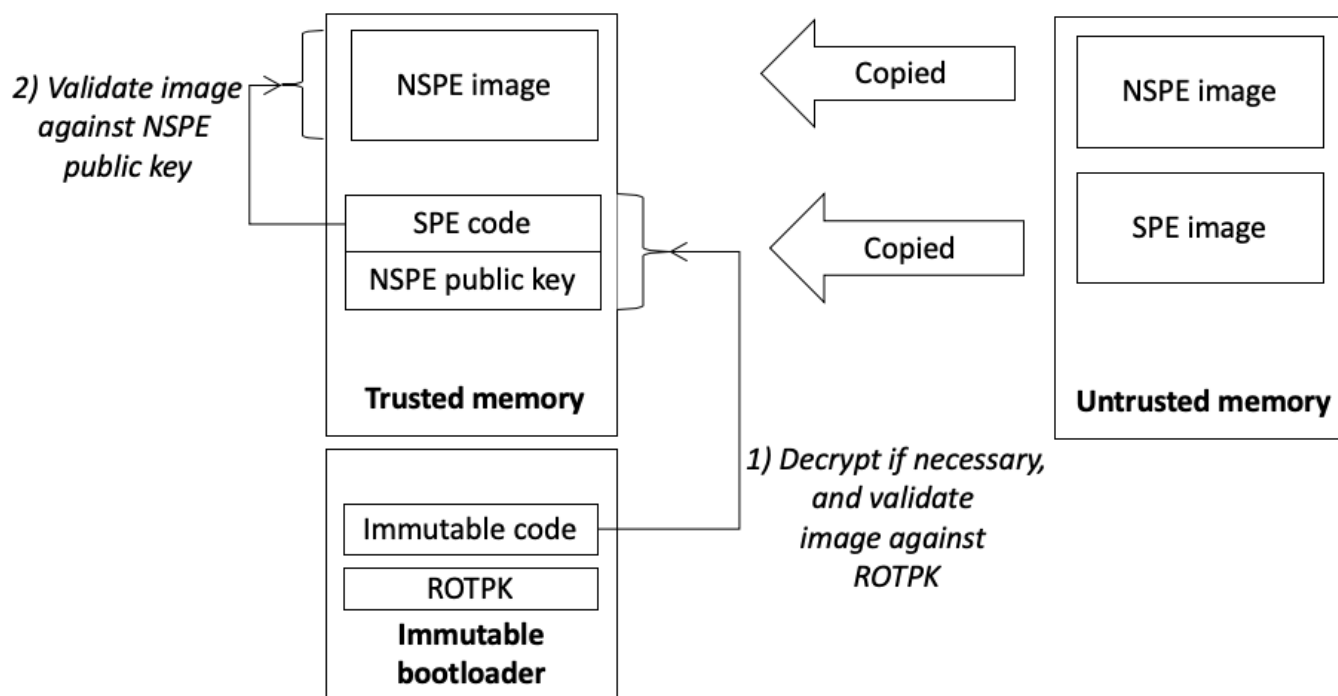 2) Validate image
against NSPE
public key
NSPE image
SPE code
NSPE public key
Trusted memory
Copied
Copied
NSPE image
SPE image
Untrusted memory
1) Decrypt if necessary,
and validate
image against
ROTPK
Immutable code
ROTPK
Immutable
bootloader